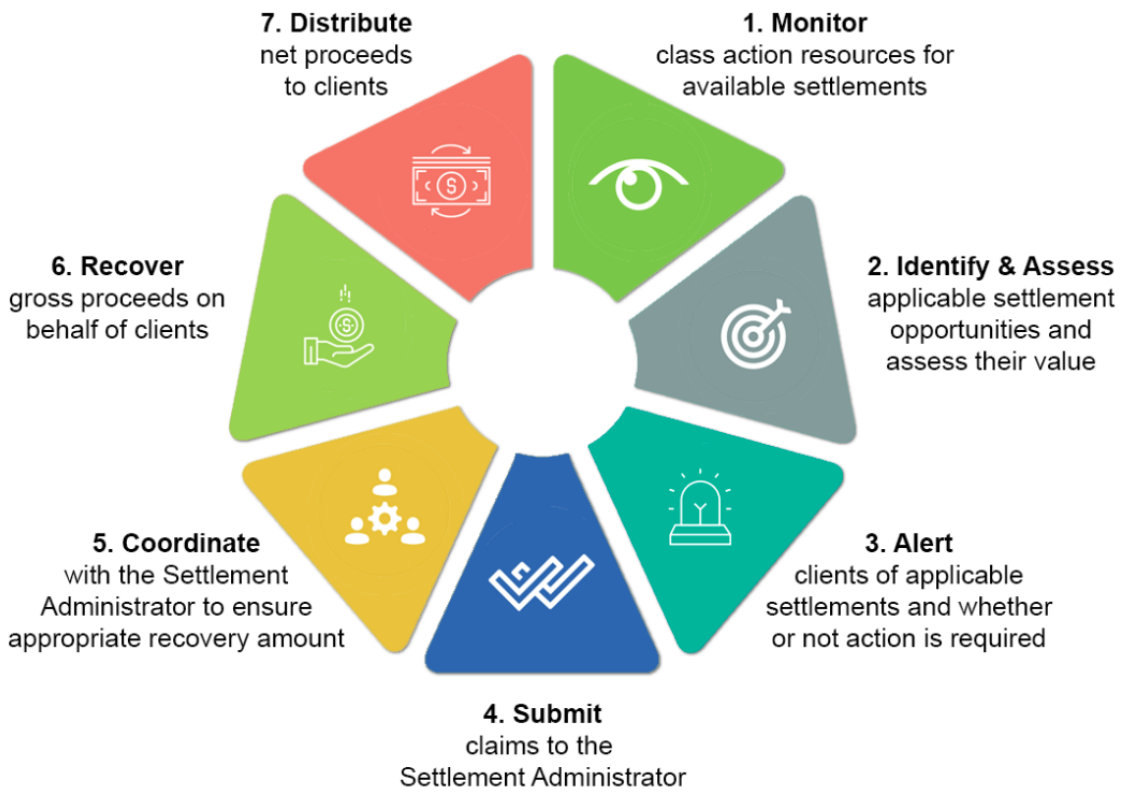 1. Monitor
class action resources for
available settlements
2. Identify & Assess
applicable settlement
opportunities and
assess their value
3. Alert
clients of applicable
settlements and whether
or not action is required
4. Submit
claims to the
Settlement Administrator
5. Coordinate
with the Settlement
Administrator to ensure
appropriate recovery amount
6. Recover
gross proceeds on
behalf of clients
7. Distribute
net proceeds
to clients